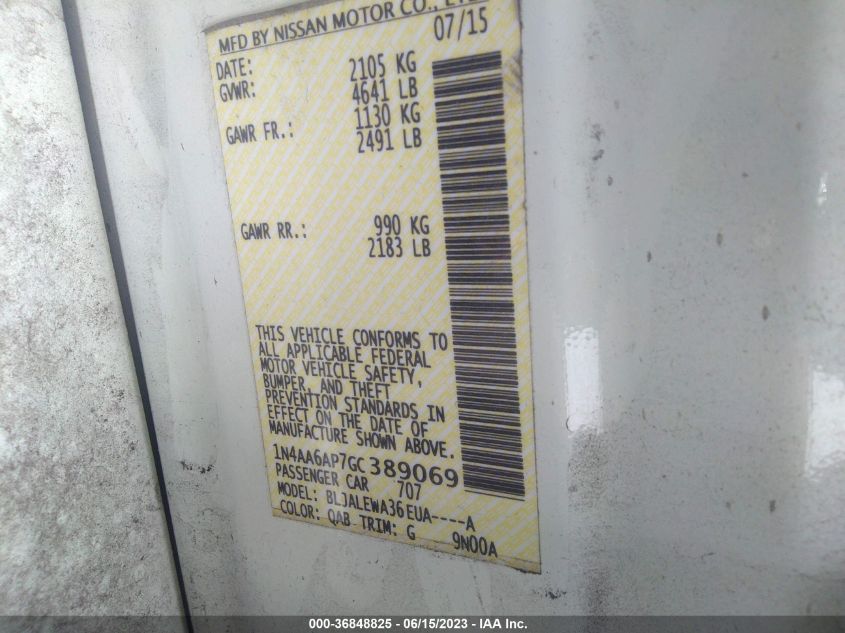 MFD BY NISSAN MOTOR CO., LTD.
DATE: 07/15
GVWR: 2105 KG
4641 LB
GAWR FR.: 1130 KG
2491 LB
GAWR RR.: 990 KG
2183 LB
THIS VEHICLE CONFORMS TO
ALL APPLICABLE FEDERAL
MOTOR VEHICLE SAFETY,
BUMPER, AND THEFT
PREVENTION STANDARDS IN
EFFECT ON THE DATE OF
MANUFACTURE SHOWN ABOVE.
1N4AA6AP7GC389069
PASSENGER CAR 707
MODEL: BLJALEWA36EUA----A
COLOR: QAB TRIM: G 9N00A
000-36848825 - 06/15/2023 - IAA Inc.